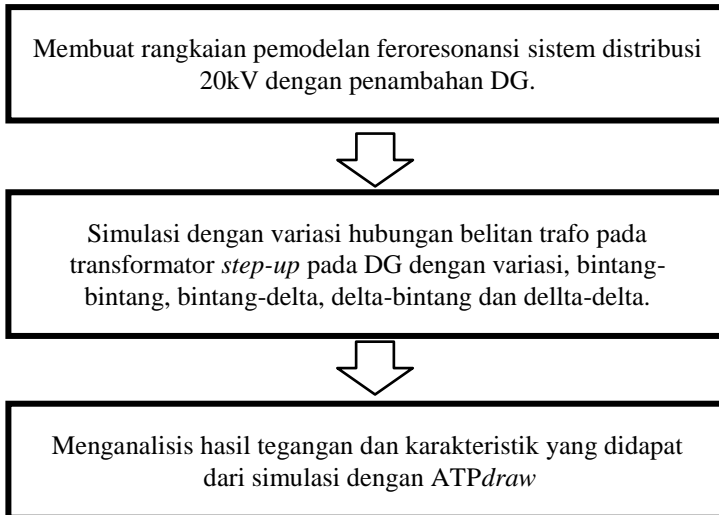 Membuat rangkaian pemodelan feroresonansi sistem distribusi
20kV dengan penambahan DG.
Simulasi dengan variasi hubungan belitan trafo pada
transformator step-up pada DG dengan variasi, bintang-
bintang, bintang-delta, delta-bintang dan dellta-delta.
Menganalisis hasil tegangan dan karakteristik yang didapat
dari simulasi dengan ATPdraw